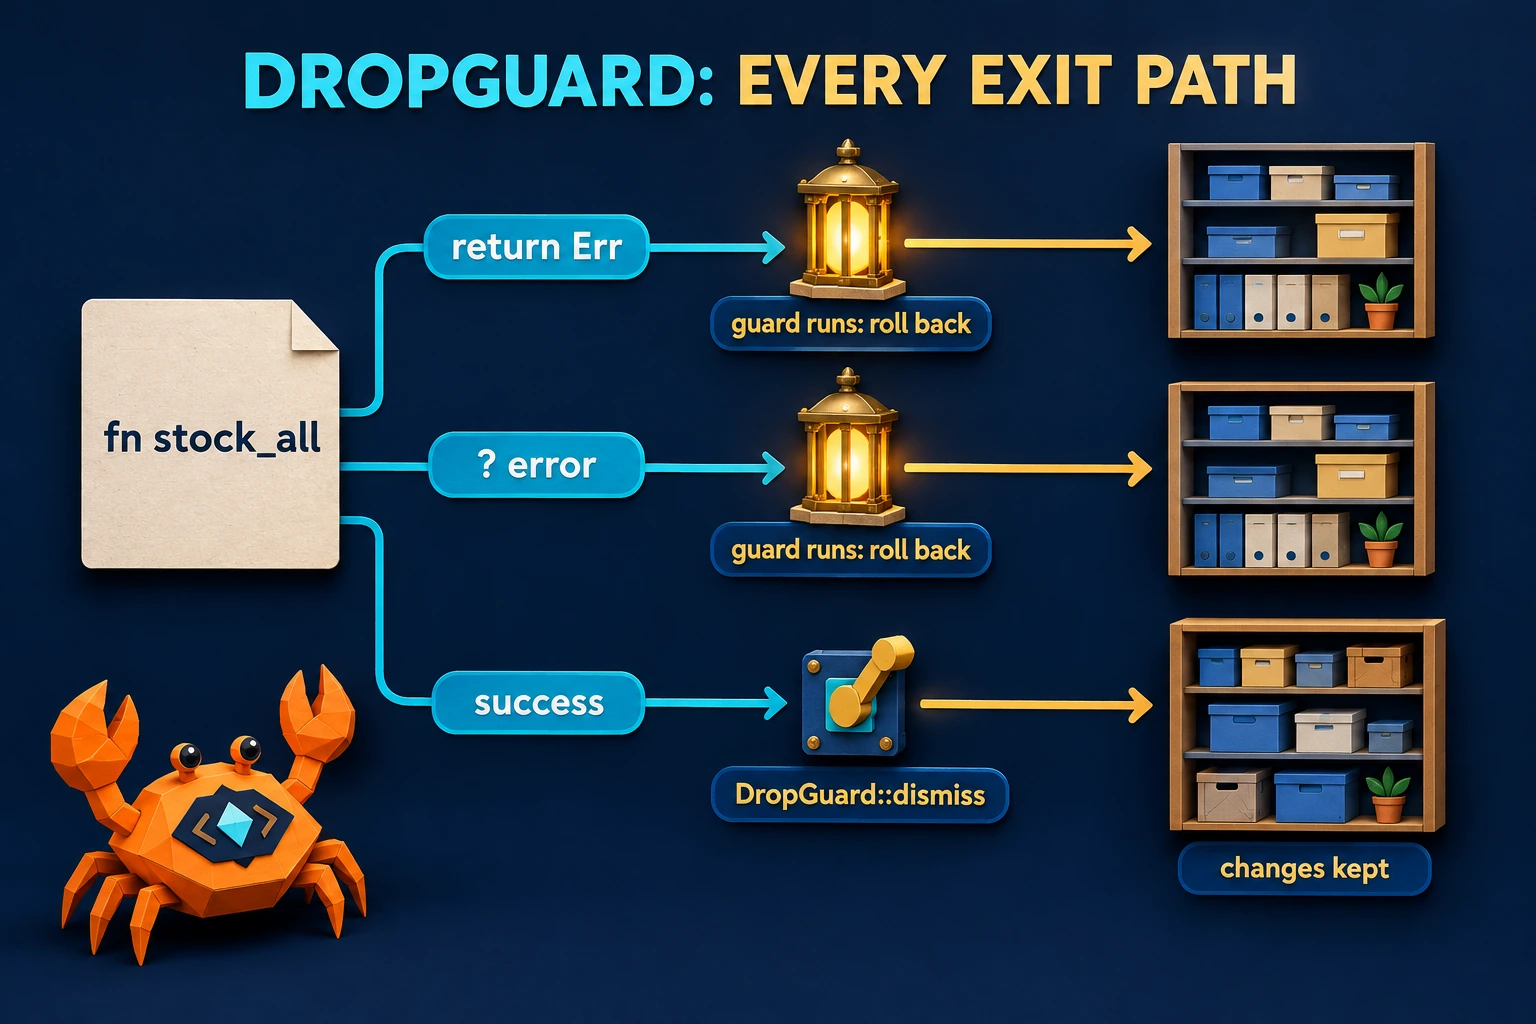 DROPGUARD: EVERY EXIT PATH
return Err
guard runs: roll back
fn stock_all
? error
guard runs: roll back
success
DropGuard::dismiss
changes kept